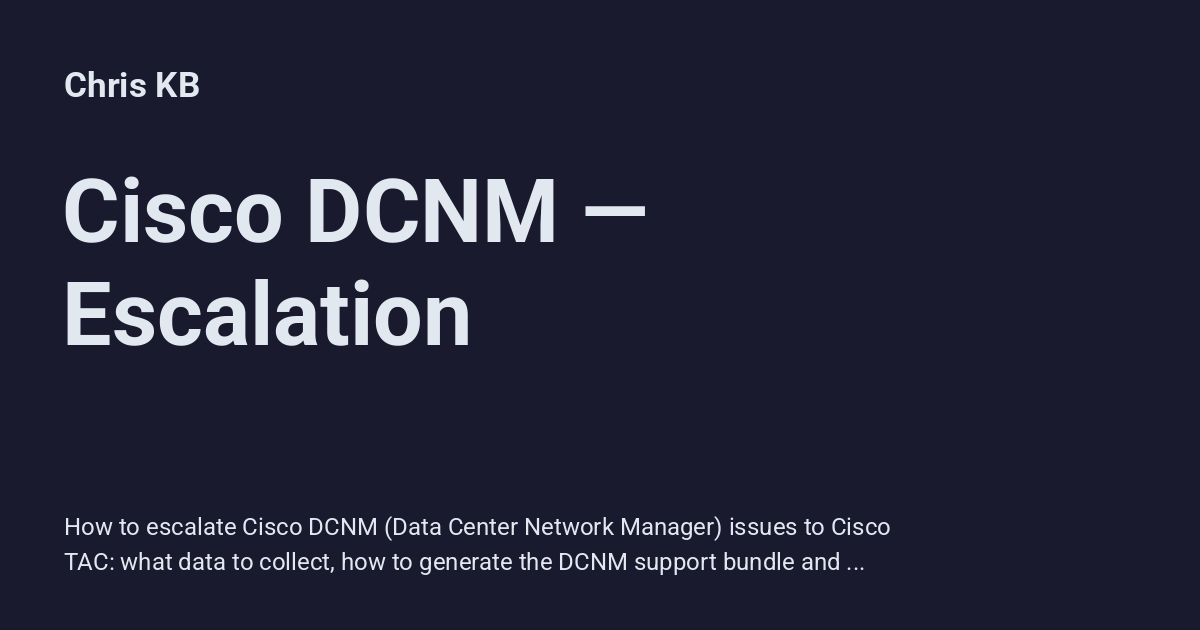 Chris KB
Cisco DCNM —
Escalation
How to escalate Cisco DCNM (Data Center Network Manager) issues to Cisco
TAC: what data to collect, how to generate the DCNM support bundle and ...